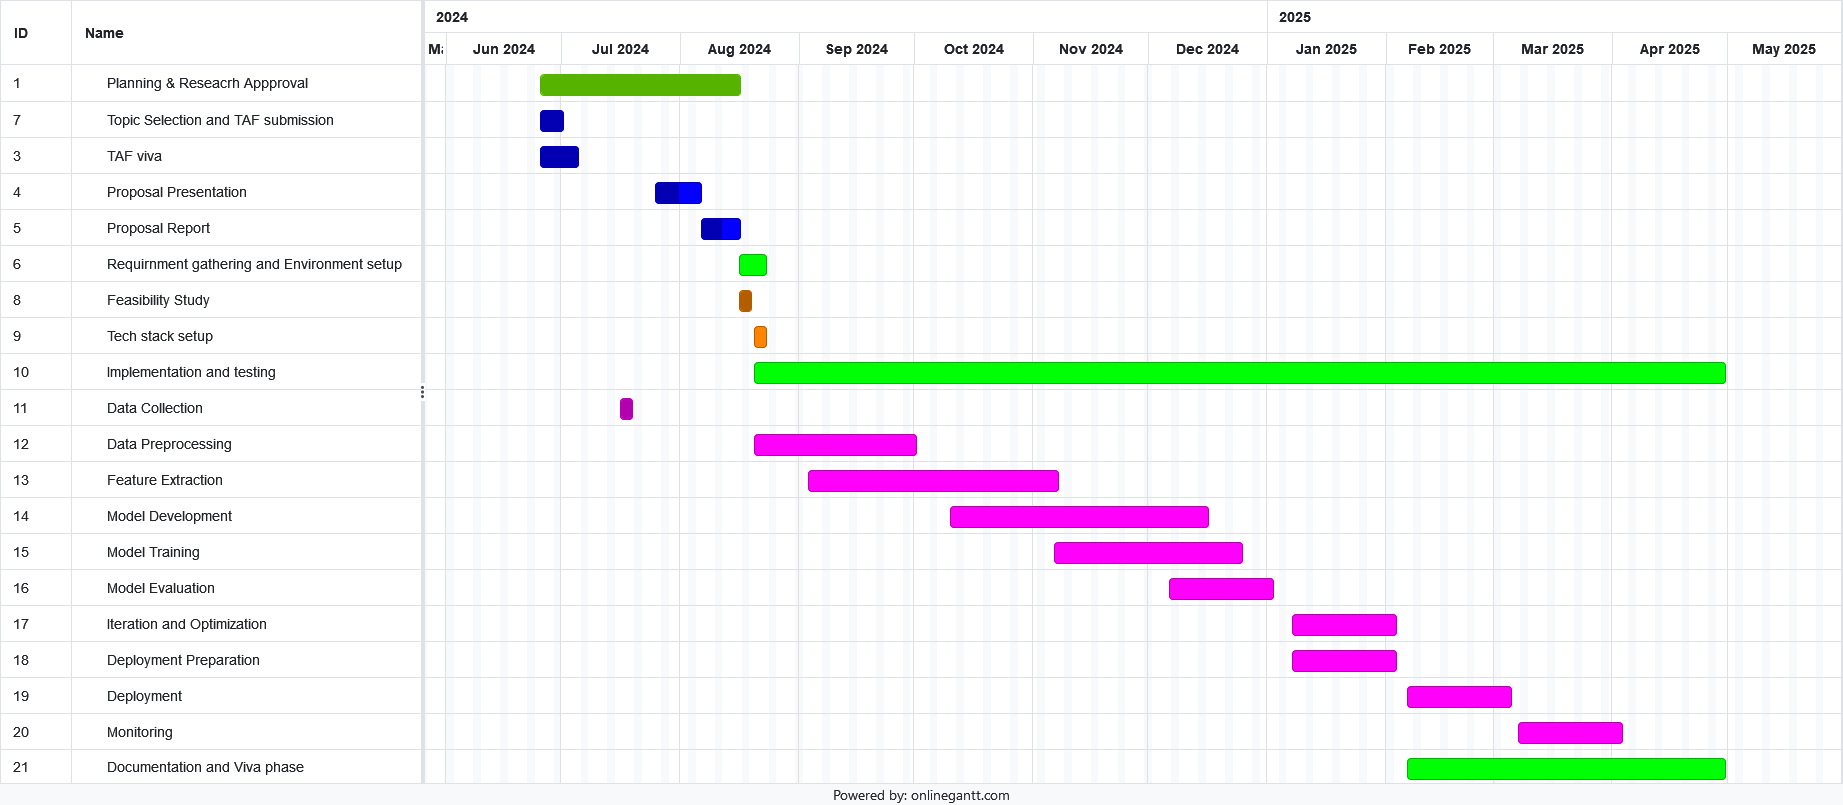 ID Name 2024 2025
Ma Jun 2024 Jul 2024 Aug 2024 Sep 2024 Oct 2024 Nov 2024 Dec 2024 Jan 2025 Feb 2025 Mar 2025 Apr 2025 May 2025
1 Planning & Reseacrh Appproval
7 Topic Selection and TAF submission
3 TAF viva
4 Proposal Presentation
5 Proposal Report
6 Requirnment gathering and Environment setup
8 Feasibility Study
9 Tech stack setup
10 Implementation and testing
11 Data Collection
12 Data Preprocessing
13 Feature Extraction
14 Model Development
15 Model Training
16 Model Evaluation
17 Iteration and Optimization
18 Deployment Preparation
19 Deployment
20 Monitoring
21 Documentation and Viva phase
Powered by: onlinegantt.com